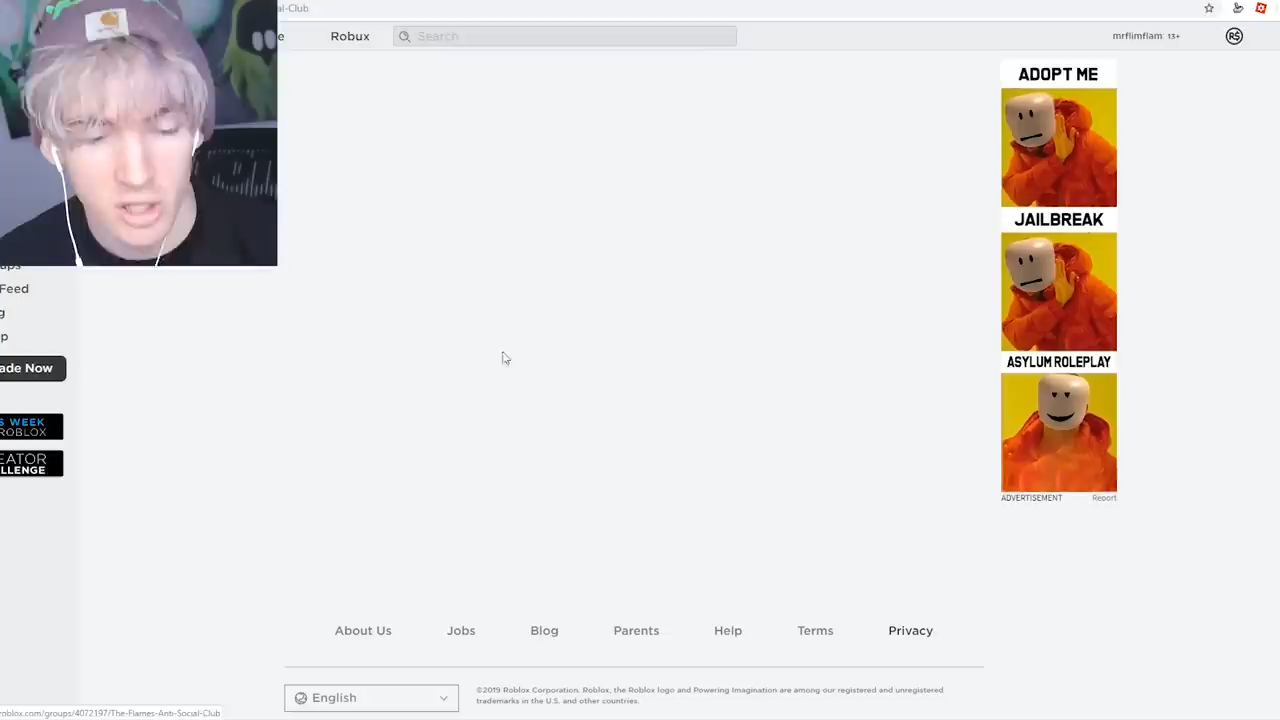 al-Club
e
Robux
Search
mrflimflam: 13+
R$
ADOPT ME
JAILBREAK
ASYLUM ROLEPLAY
ADVERTISEMENT
Report
ups
Feed
g
p
ade Now
S WEEK
ROBLOX
EATOR
LLENGE
About Us
Jobs
Blog
Parents
Help
Terms
Privacy
English
©2019 Roblox Corporation. Roblox, the Roblox logo and Powering Imagination are among our registered and unregistered
trademarks in the U.S. and other countries.
roblox.com/groups/4072197/The-Flames-Anti-Social-Club